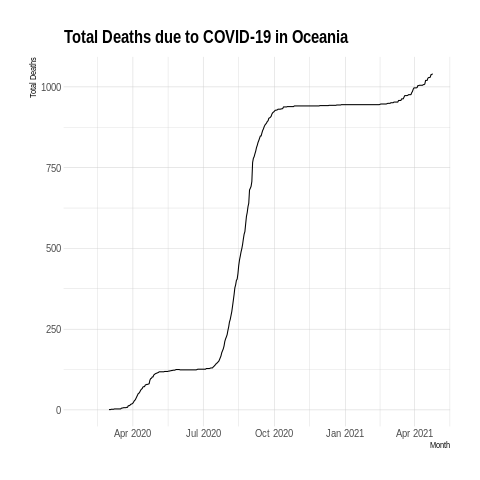 Total Deaths due to COVID-19 in Oceania
Total Deaths
1000
750
500
250
0
Apr 2020 Jul 2020 Oct 2020 Jan 2021 Apr 2021
Month